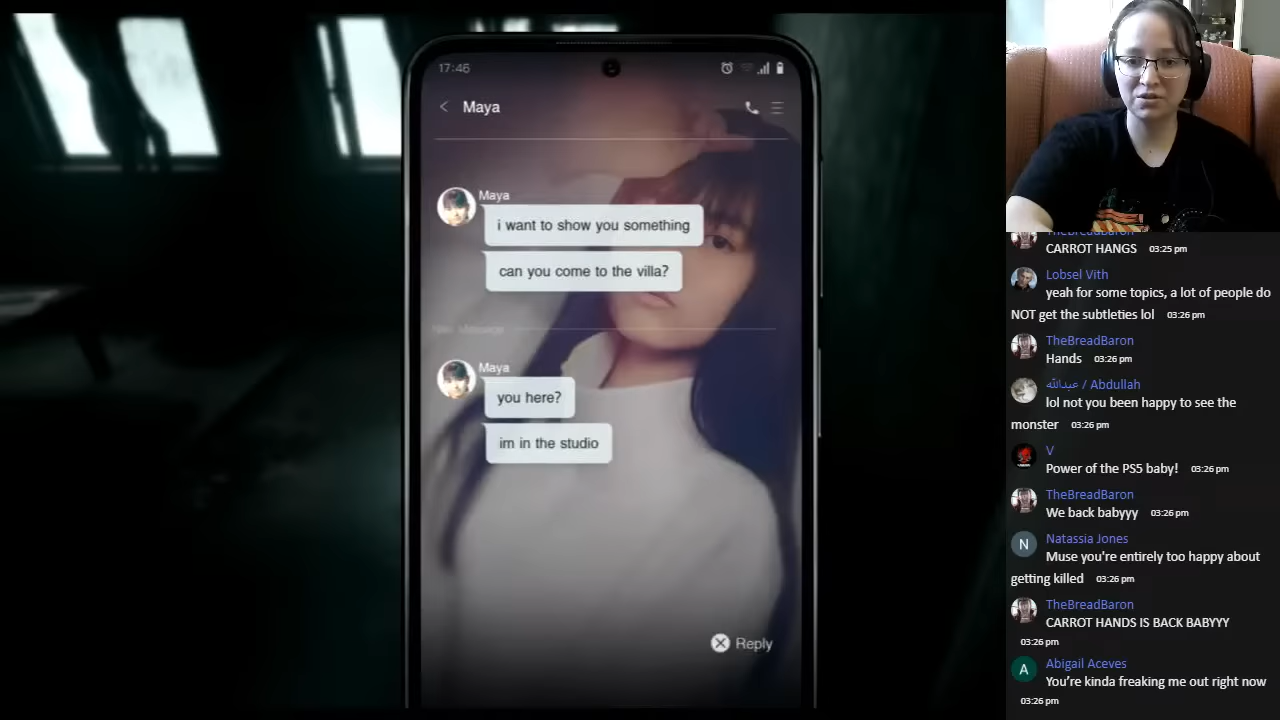 17:46
Maya
Maya
i want to show you something
can you come to the villa?
New Message
Maya
you here?
im in the studio
Reply
TheBreadBaron
CARROT HANGS 03:25 pm
Lobsel Vith
yeah for some topics, a lot of people do
NOT get the subtleties lol 03:26 pm
TheBreadBaron
Hands 03:26 pm
عبدالله / Abdullah
lol not you been happy to see the
monster 03:26 pm
V
Power of the PS5 baby! 03:26 pm
TheBreadBaron
We back babyyy 03:26 pm
N
Natassia Jones
Muse you're entirely too happy about
getting killed 03:26 pm
TheBreadBaron
CARROT HANDS IS BACK BABYYY
03:26 pm
A
Abigail Aceves
You’re kinda freaking me out right now
03:26 pm